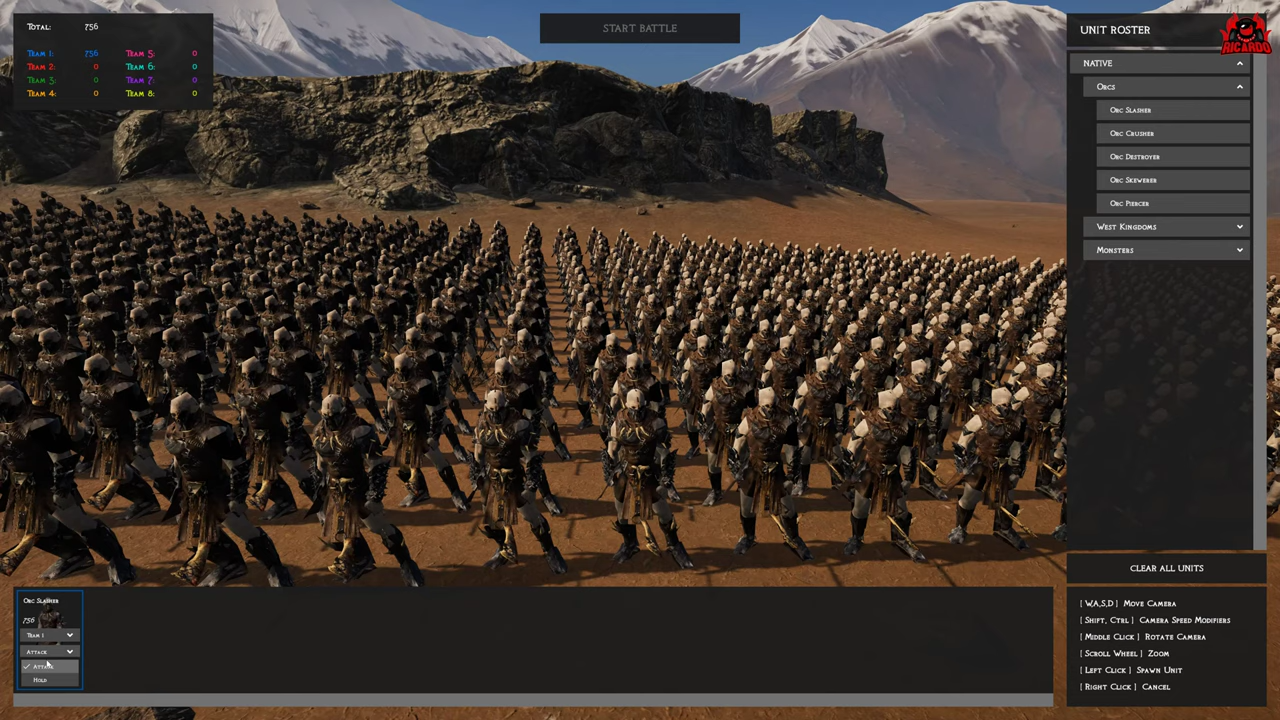 Total: 756
Team 1: 756 Team 5: 0
Team 2: 0 Team 6: 0
Team 3: 0 Team 7: 0
Team 4: 0 Team 8: 0
START BATTLE
UNIT ROSTER
RICARDO
NATIVE
Orcs
Orc Slasher
Orc Crusher
Orc Destroyer
Orc Skewerer
Orc Piercer
West Kingdoms
Monsters
CLEAR ALL UNITS
[ W,A,S,D ] Move Camera
[ Shift, Ctrl ] Camera Speed Modifiers
[ Middle Click ] Rotate Camera
[ Scroll Wheel ] Zoom
[ Left Click ] Spawn Unit
[ Right Click ] Cancel
Orc Slasher
756
Team 1
Attack
Attack
Hold